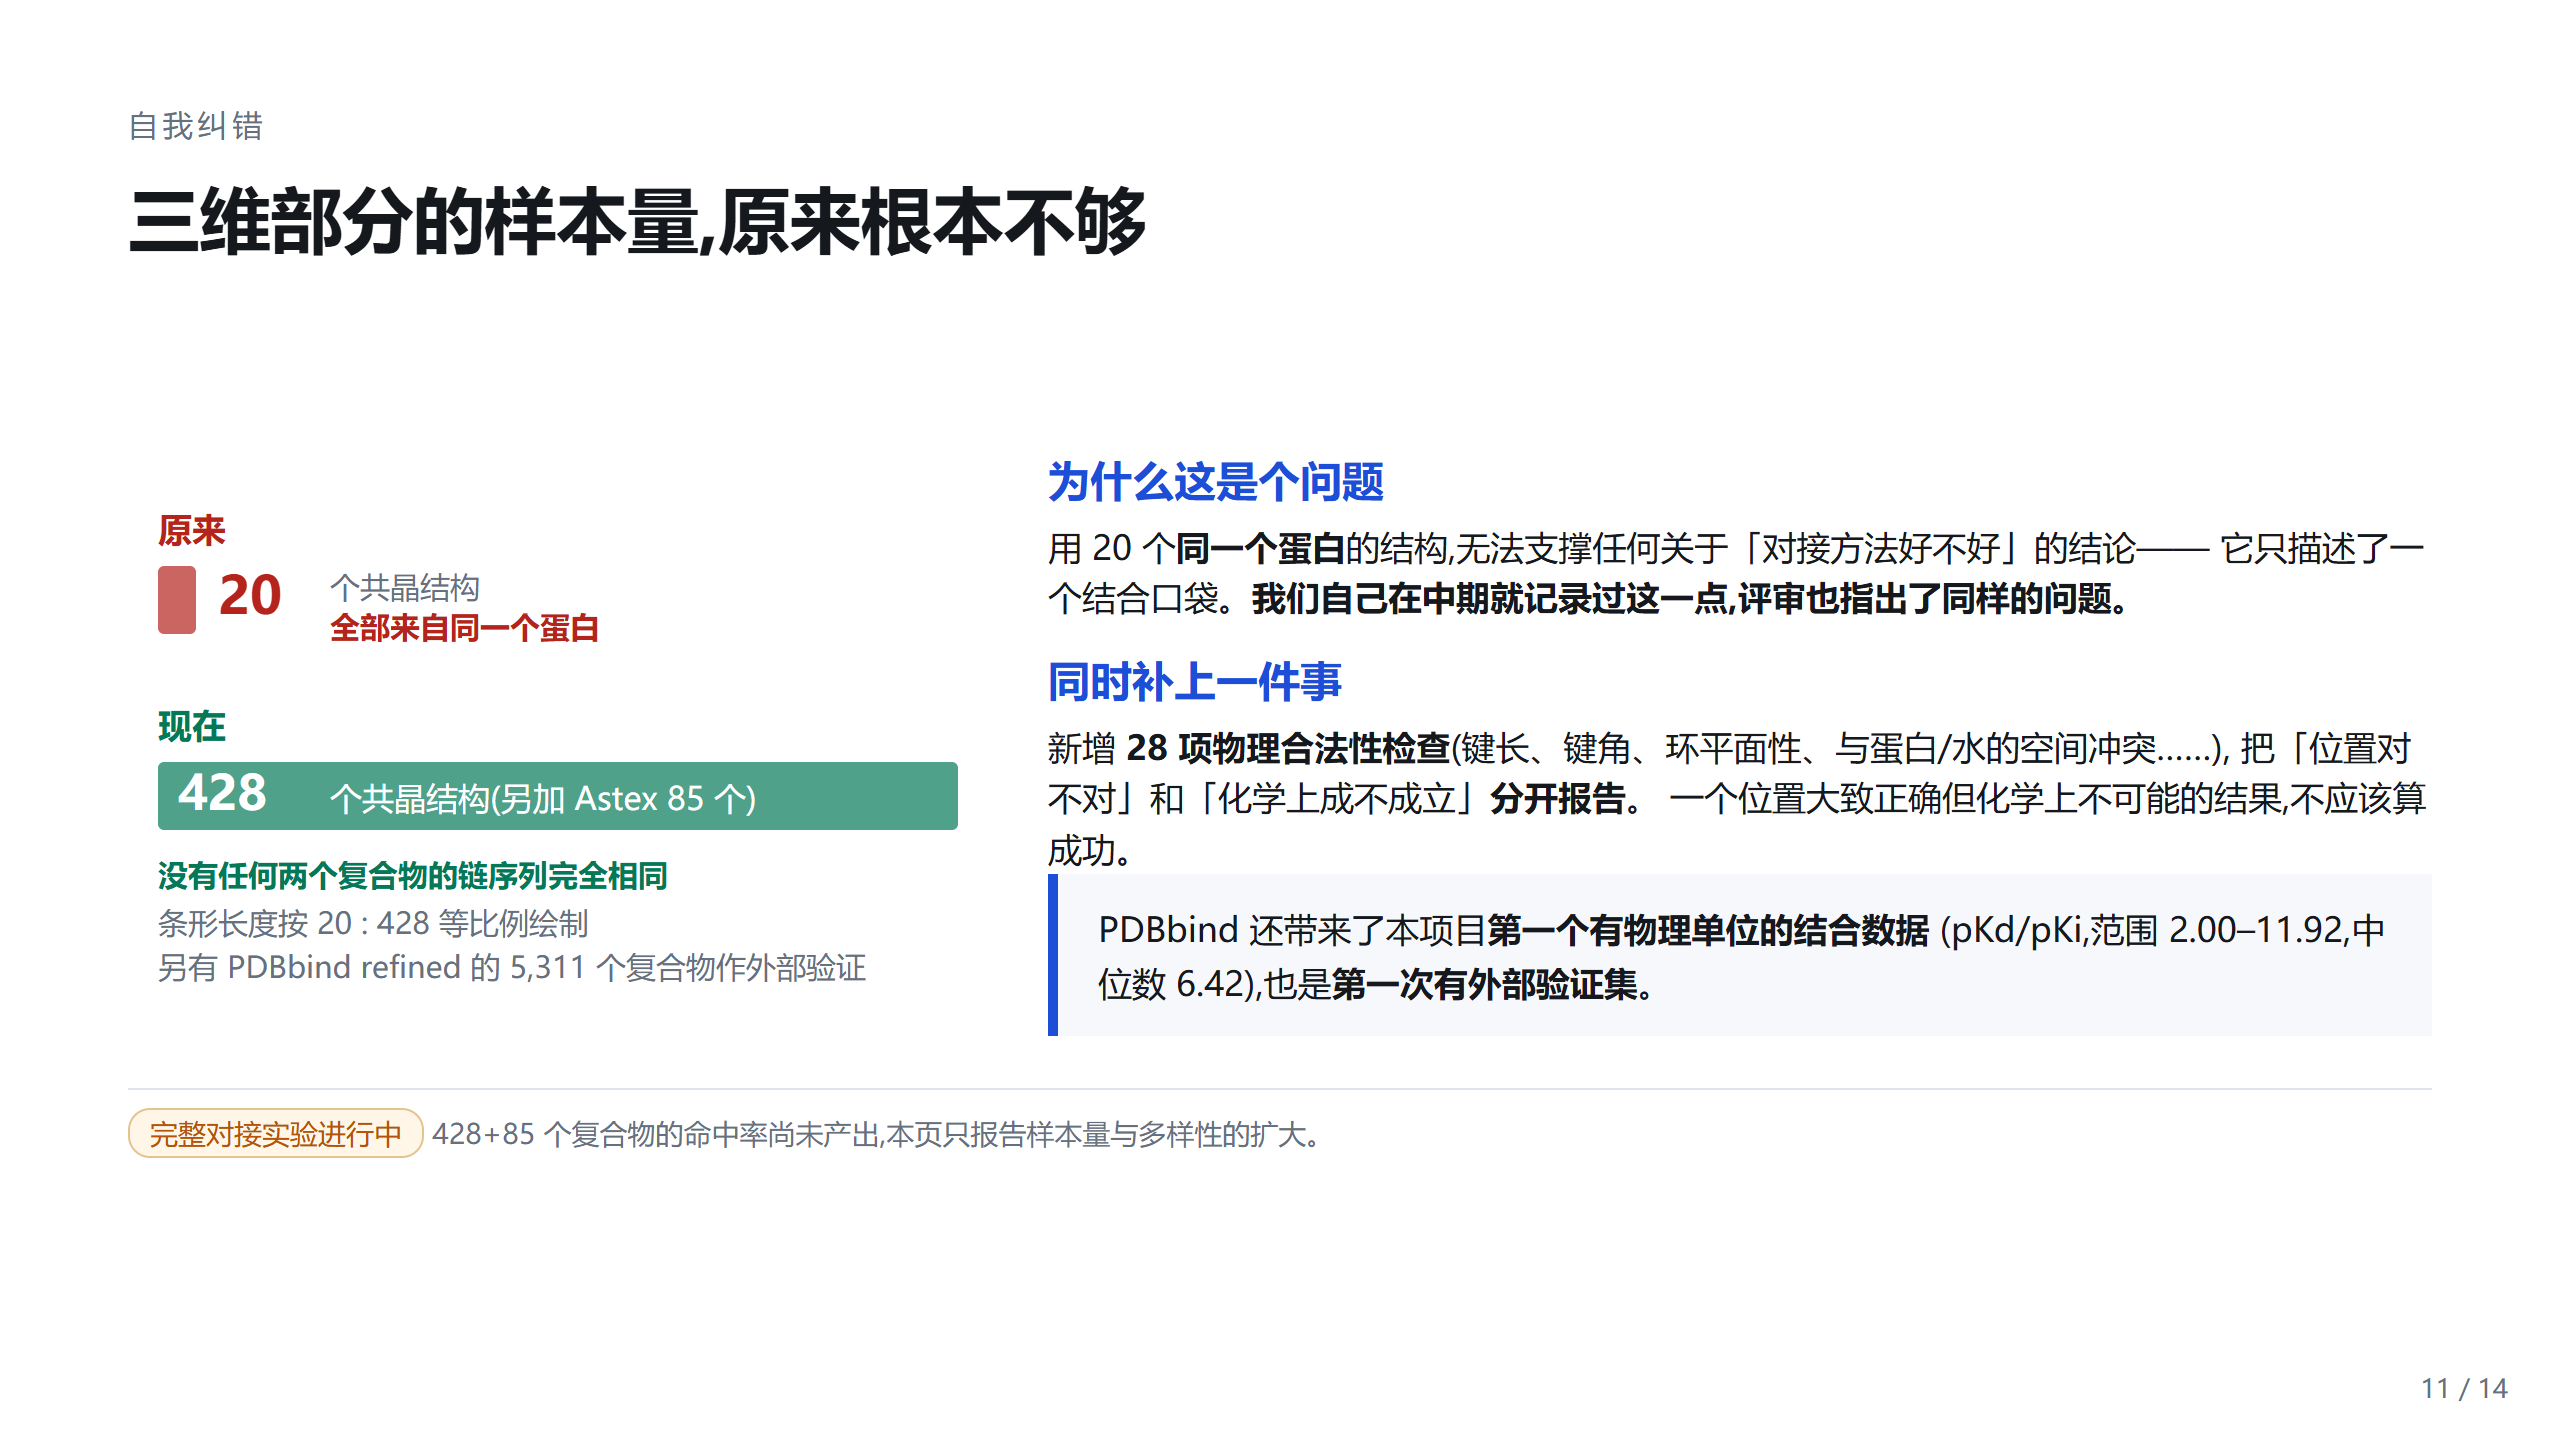 自我纠错
三维部分的样本量,原来根本不够
原来
20
个共晶结构
全部来自同一个蛋白
现在
428 个共晶结构(另加 Astex 85 个)
没有任何两个复合物的链序列完全相同
条形长度按 20 : 428 等比例绘制
另有 PDBbind refined 的 5,311 个复合物作外部验证
为什么这是个问题
用 20 个同一个蛋白的结构,无法支撑任何关于「对接方法好不好」的结论—— 它只描述了一
个结合口袋。我们自己在中期就记录过这一点,评审也指出了同样的问题。
同时补上一件事
新增 28 项物理合法性检查(键长、键角、环平面性、与蛋白/水的空间冲突……), 把「位置对
不对」和「化学上成不成立」分开报告。 一个位置大致正确但化学上不可能的结果,不应该算
成功。
PDBbind 还带来了本项目第一个有物理单位的结合数据 (pKd/pKi,范围 2.00–11.92,中
位数 6.42),也是第一次有外部验证集。
完整对接实验进行中 428+85 个复合物的命中率尚未产出,本页只报告样本量与多样性的扩大。
11 / 14